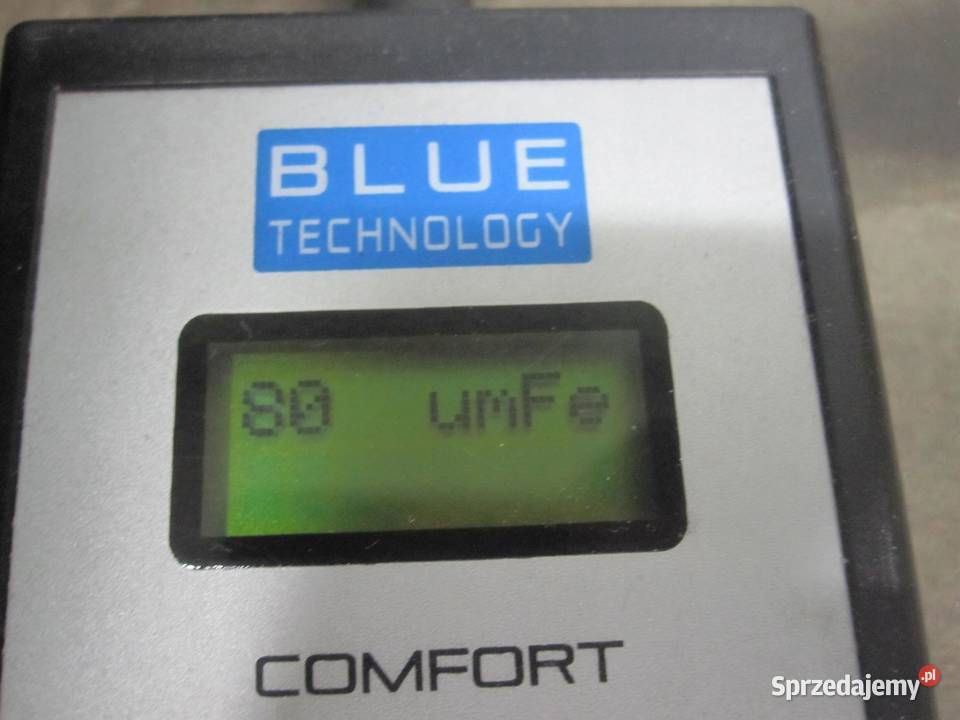 BLUE
TECHNOLOGY
80 umFe
COMFORT
Sprzedajemy.pl